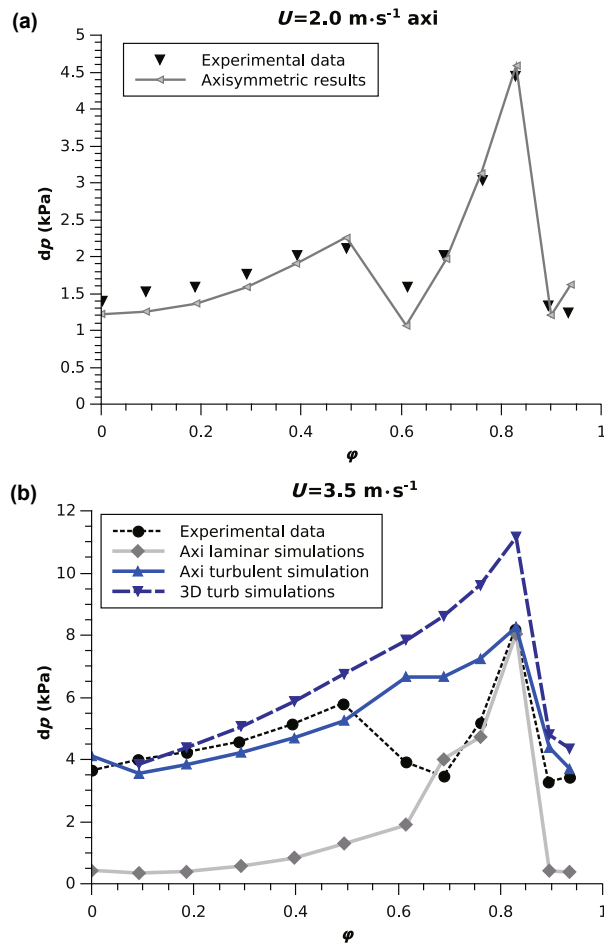 (a)
U=2.0 m·s-1 axi
Experimental data
Axisymmetric results
5
4.5
4
3.5
3
2.5
2
1.5
1
0.5
0
dp (kPa)
0 0.2 0.4 0.6 0.8 1
φ
(b)
U=3.5 m·s-1
Experimental data
Axi laminar simulations
Axi turbulent simulation
3D turb simulations
12
10
8
6
4
2
0
dp (kPa)
0 0.2 0.4 0.6 0.8 1
φ